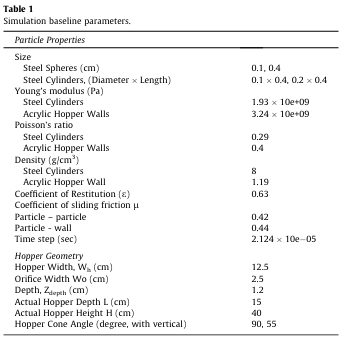 Table 1
Simulation baseline parameters.
Particle Properties
Size
Steel Spheres (cm) 0.1, 0.4
Steel Cylinders, (Diameter × Length) 0.1 × 0.4, 0.2 × 0.4
Young's modulus (Pa)
Steel Cylinders 1.93 × 10e+09
Acrylic Hopper Walls 3.24 × 10e+09
Poisson's ratio
Steel Cylinders 0.29
Acrylic Hopper Walls 0.4
Density (g/cm³)
Steel Cylinders 8
Acrylic Hopper Wall 1.19
Coefficient of Restitution (ε) 0.63
Coefficient of sliding friction μ
Particle – particle 0.42
Particle - wall 0.44
Time step (sec) 2.124 × 10e−05
Hopper Geometry
Hopper Width, Wh (cm) 12.5
Orifice Width Wo (cm) 2.5
Depth, Zdepth (cm) 1.2
Actual Hopper Depth L (cm) 15
Actual Hopper Height H (cm) 40
Hopper Cone Angle (degree, with vertical) 90, 55